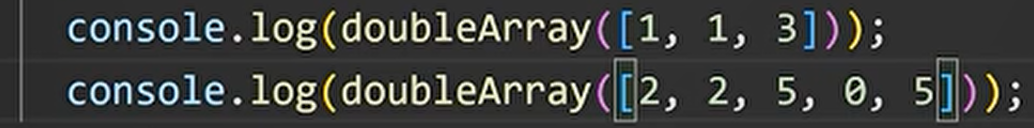 console.log(doubleArray([1, 1, 3]));
console.log(doubleArray([2, 2, 5, 0, 5]));